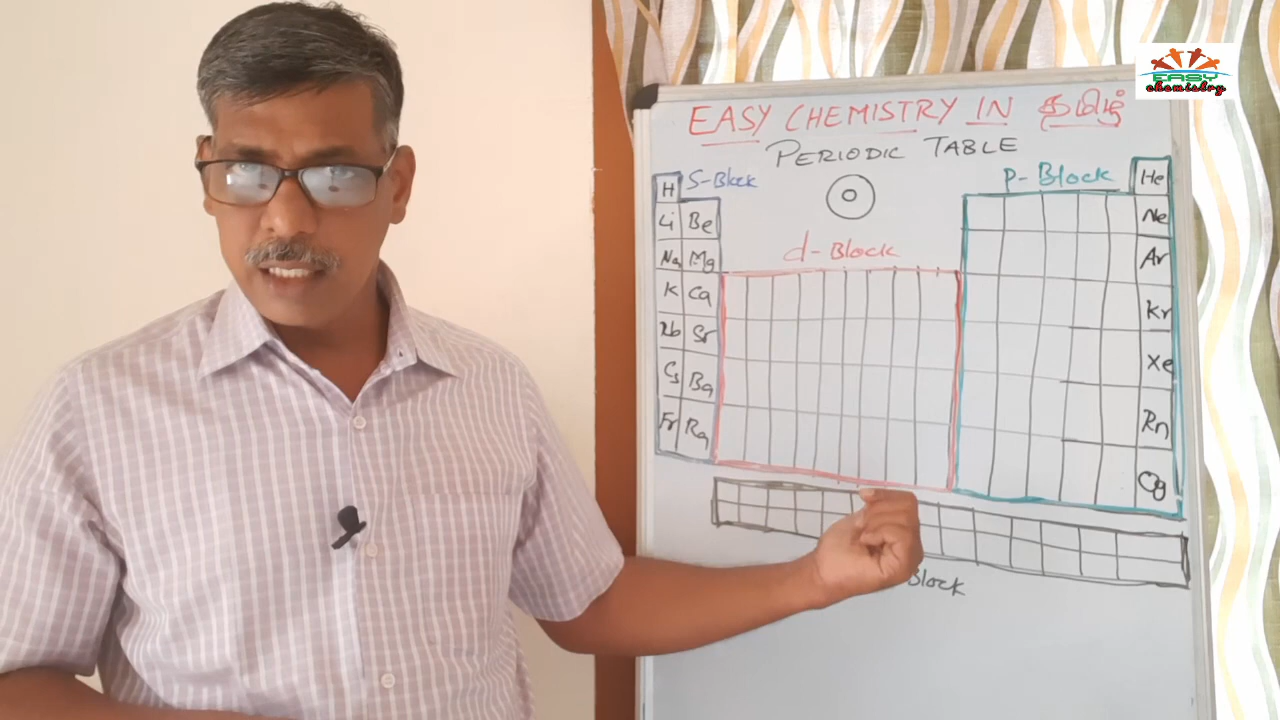 EASY
chemistry
EASY CHEMISTRY IN தமிழ்
PERIODIC TABLE
S-Block
p-Block
d-Block
Block
H He
Li Be Ne
Na Mg Ar
K Ca Kr
Rb Sr Xe
Cs Ba Rn
Fr Ra Og